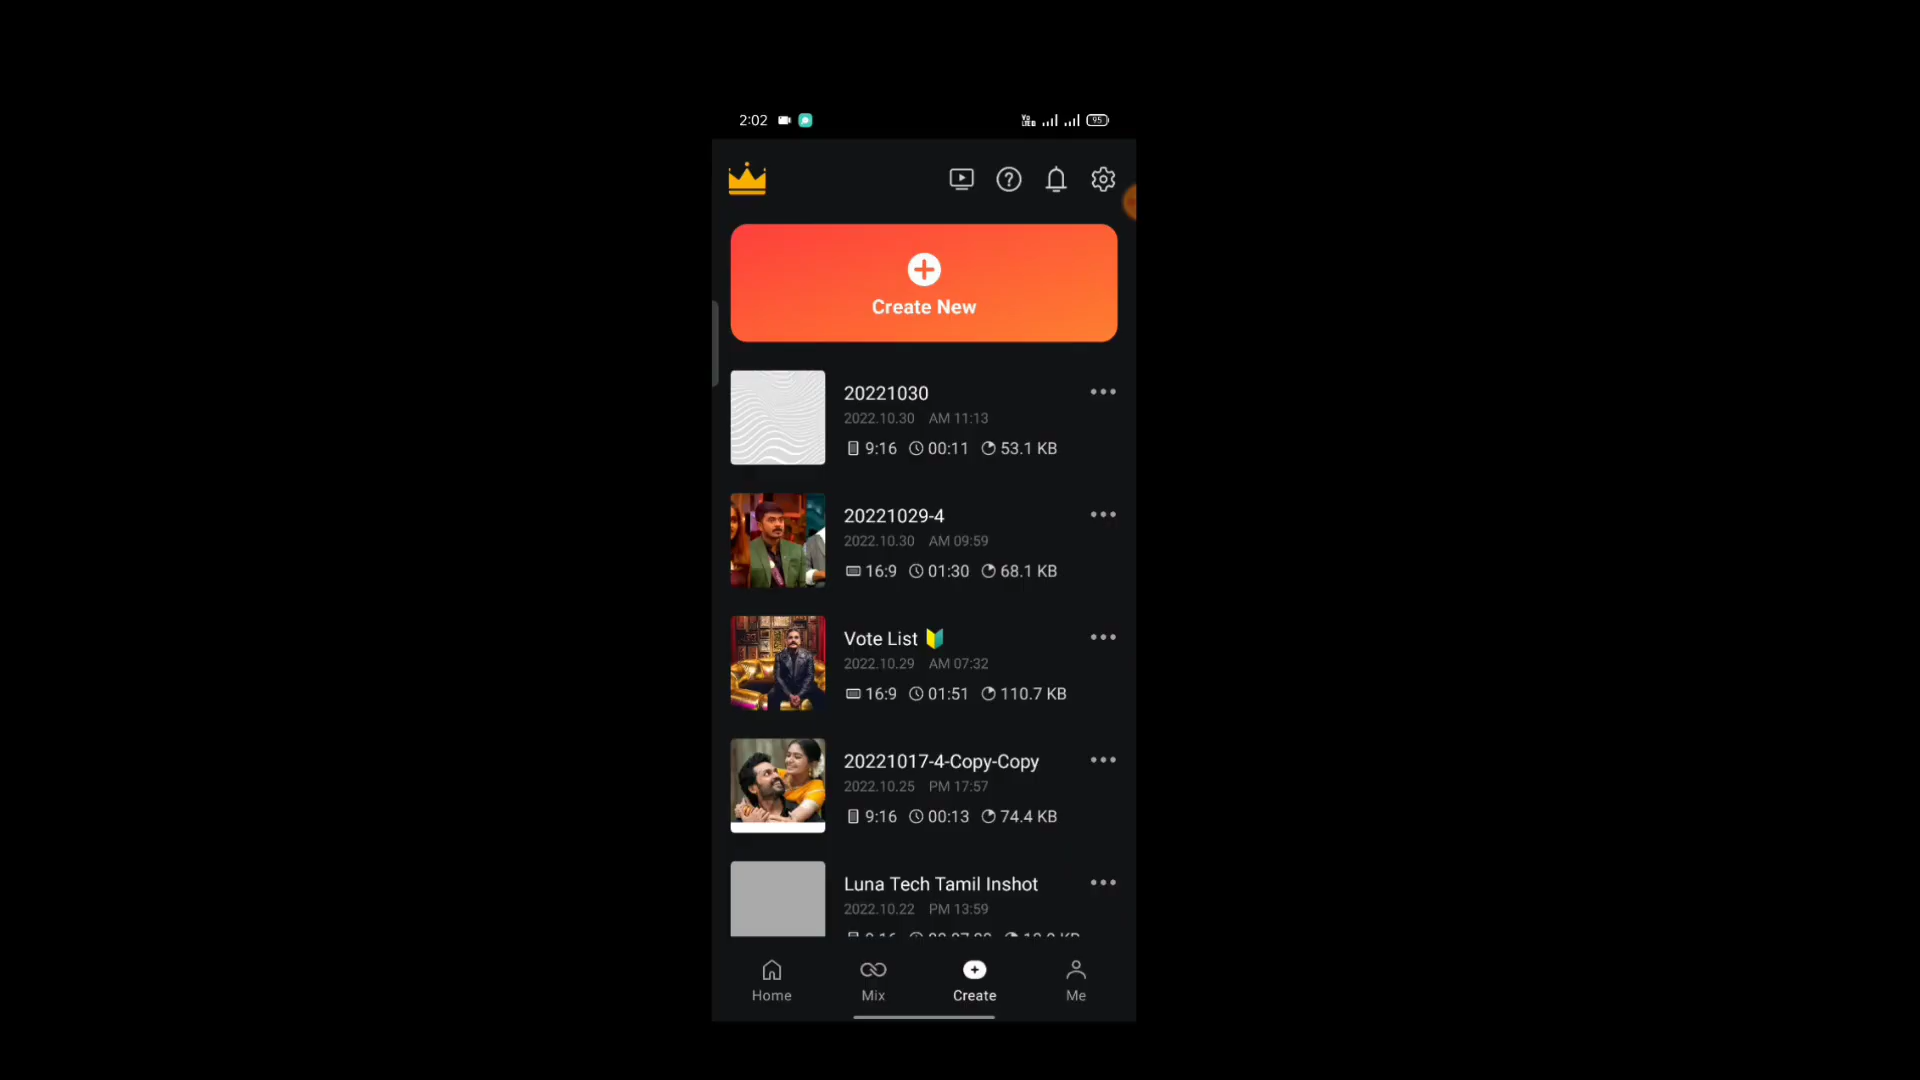 2:02 95
Create New
20221030
2022.10.30 AM 11:13
9:16 00:11 53.1 KB
20221029-4
2022.10.30 AM 09:59
16:9 01:30 68.1 KB
Vote List 🔰
2022.10.29 AM 07:32
16:9 01:51 110.7 KB
20221017-4-Copy-Copy
2022.10.25 PM 17:57
9:16 00:13 74.4 KB
Luna Tech Tamil Inshot
2022.10.22 PM 13:59
Home Mix Create Me